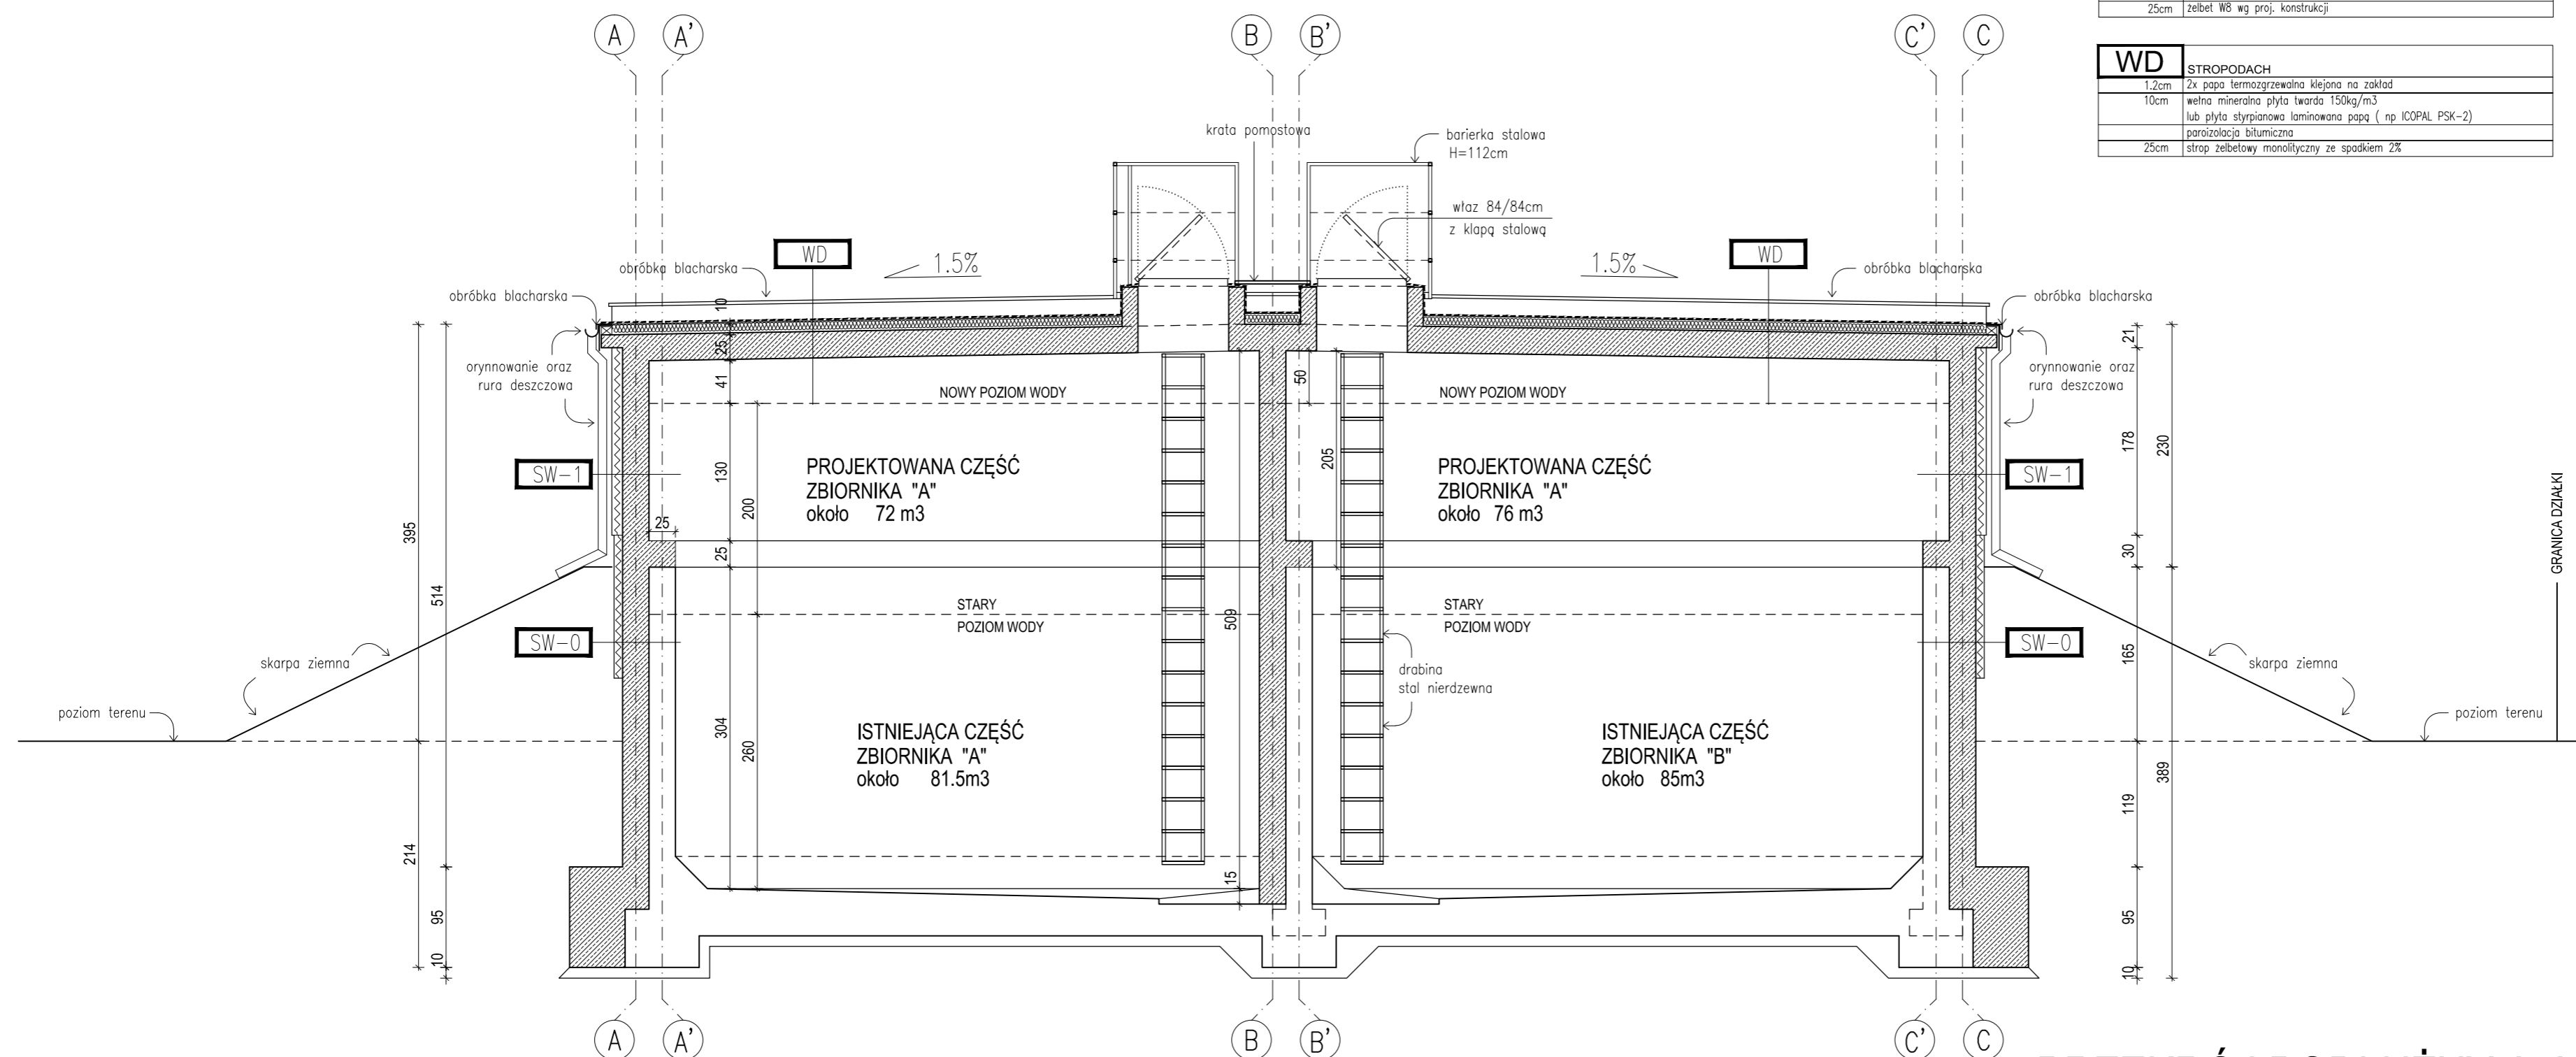 A
A'
B
B'
C'
C
25cm żelbet W8 wg proj. konstrukcji
WD STROPODACH
1.2cm 2x papa termozgrzewalna klejona na zakład
10cm wełna mineralna płyta twarda 150kg/m3
lub płyta styrpianowa laminowana papą ( np ICOPAL PSK-2)
paroizolacja bitumiczna
25cm strop żelbetowy monolityczny ze spadkiem 2%
krata pomostowa
barierka stalowa
H=112cm
właz 84/84cm
z klapą stalową
WD
1.5%
1.5%
WD
obróbka blacharska
obróbka blacharska
obróbka blacharska
obróbka blacharska
orynnowanie oraz
rura deszczowa
orynnowanie oraz
rura deszczowa
10
25
41
50
21
NOWY POZIOM WODY
NOWY POZIOM WODY
SW-1
PROJEKTOWANA CZĘŚĆ
ZBIORNIKA "A"
około 72 m3
PROJEKTOWANA CZĘŚĆ
ZBIORNIKA "A"
około 76 m3
SW-1
130
200
205
178
230
25
25
30
395
514
509
GRANICA DZIAŁKI
STARY
POZIOM WODY
STARY
POZIOM WODY
SW-0
SW-0
skarpa ziemna
skarpa ziemna
drabina
stal nierdzewna
165
poziom terenu
poziom terenu
304
260
ISTNIEJĄCA CZĘŚĆ
ZBIORNIKA "A"
około 81.5m3
ISTNIEJĄCA CZĘŚĆ
ZBIORNIKA "B"
około 85m3
389
119
214
15
95
95
10
10
A
A'
B
B'
C'
C